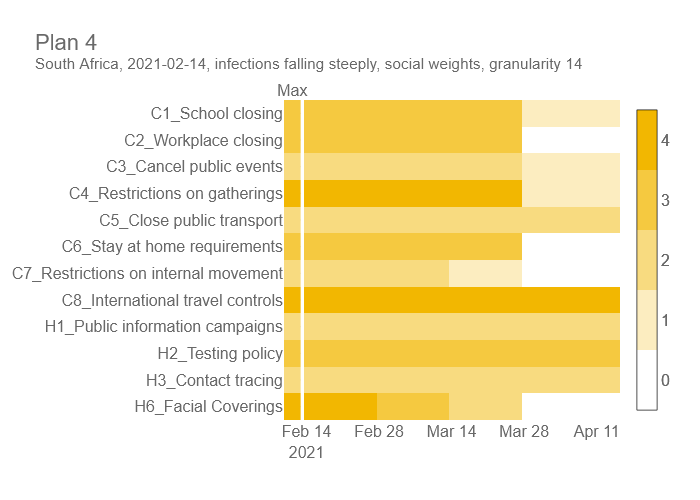 Plan 4
South Africa, 2021-02-14, infections falling steeply, social weights, granularity 14
Max
C1_School closing
C2_Workplace closing
C3_Cancel public events
C4_Restrictions on gatherings
C5_Close public transport
C6_Stay at home requirements
C7_Restrictions on internal movement
C8_International travel controls
H1_Public information campaigns
H2_Testing policy
H3_Contact tracing
H6_Facial Coverings
Feb 14 Feb 28 Mar 14 Mar 28 Apr 11
2021
4
3
2
1
0